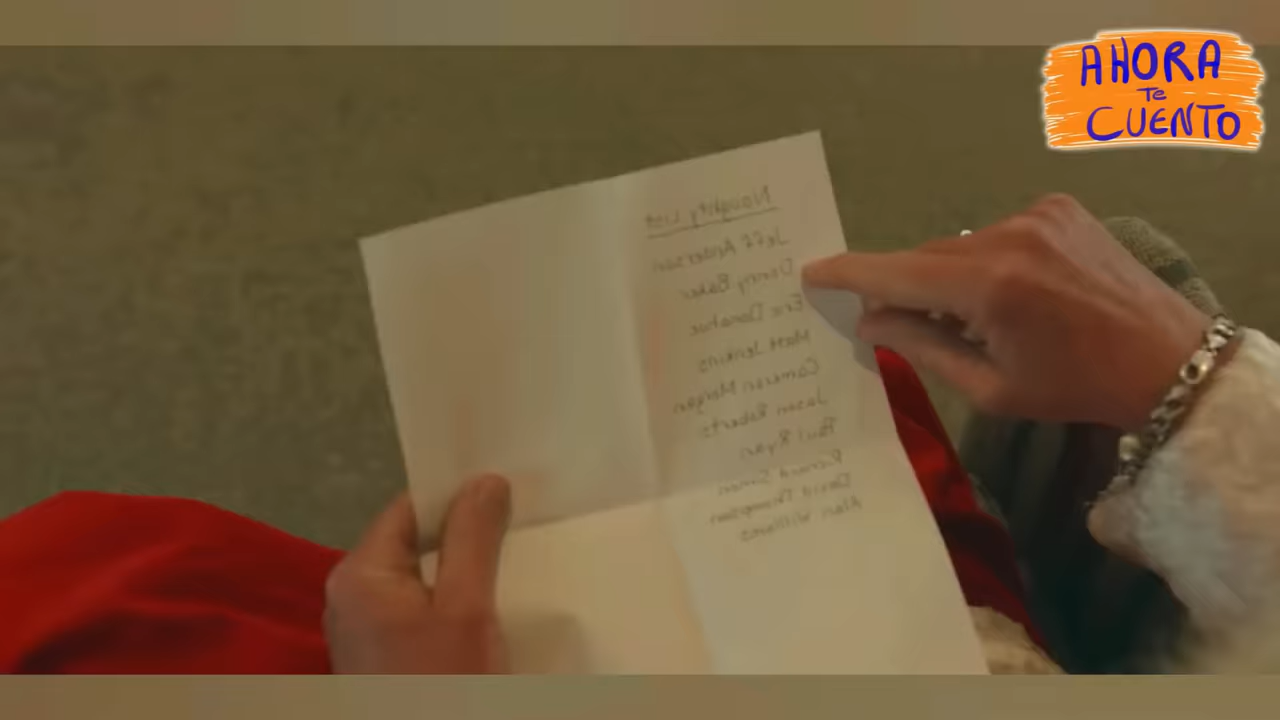 AHORA
TE
CUENTO
Naughty List
Jeff Anderson
Danny Baker
Eric Donahue
Matt Jenkins
Cameron Morgan
Jason Roberts
Paul Ryan
Simon
David Thompson
Alan Williams